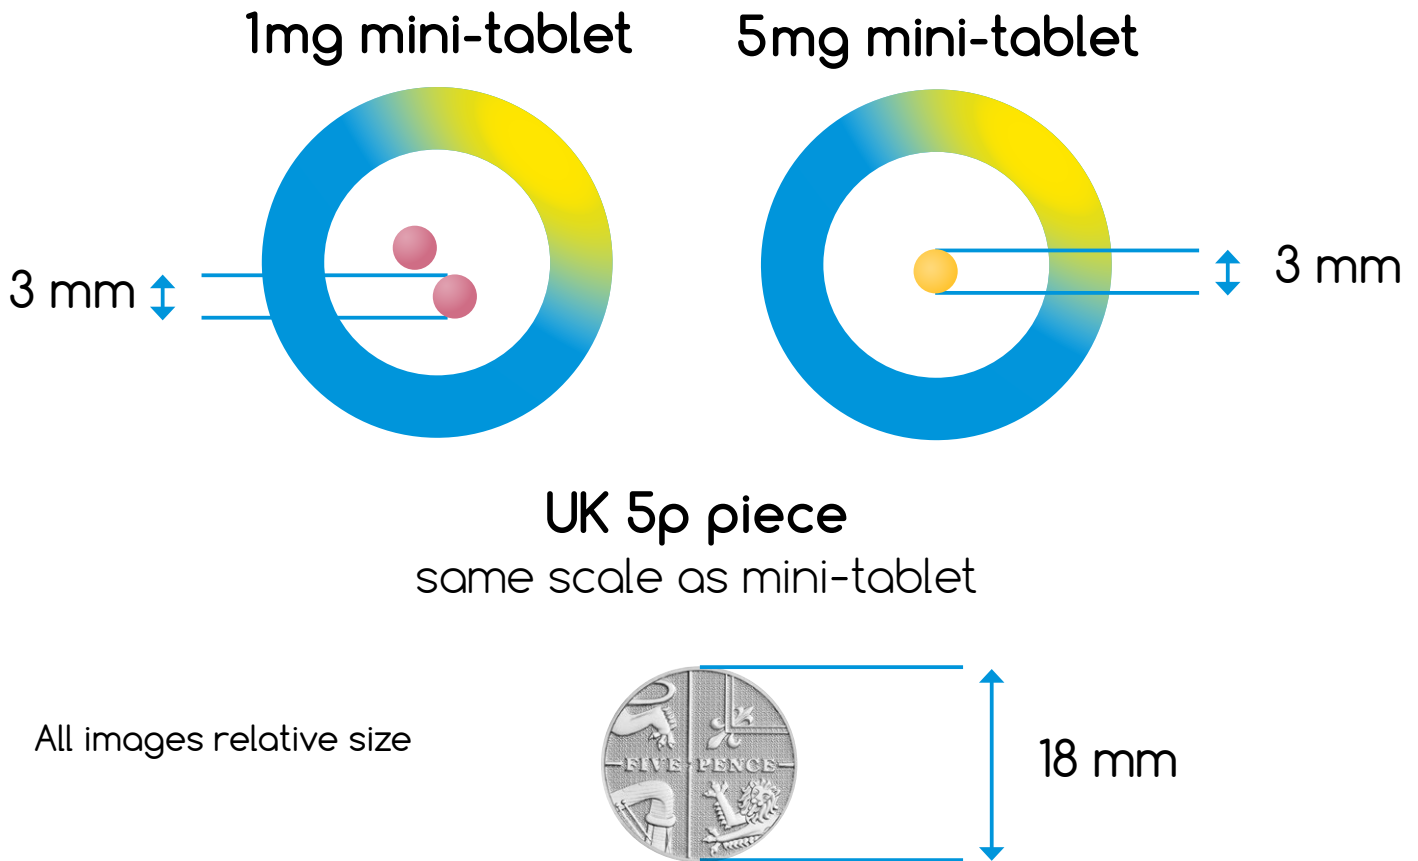 1mg mini-tablet
5mg mini-tablet
3 mm
3 mm
UK 5p piece
same scale as mini-tablet
FIVE PENCE
All images relative size
18 mm